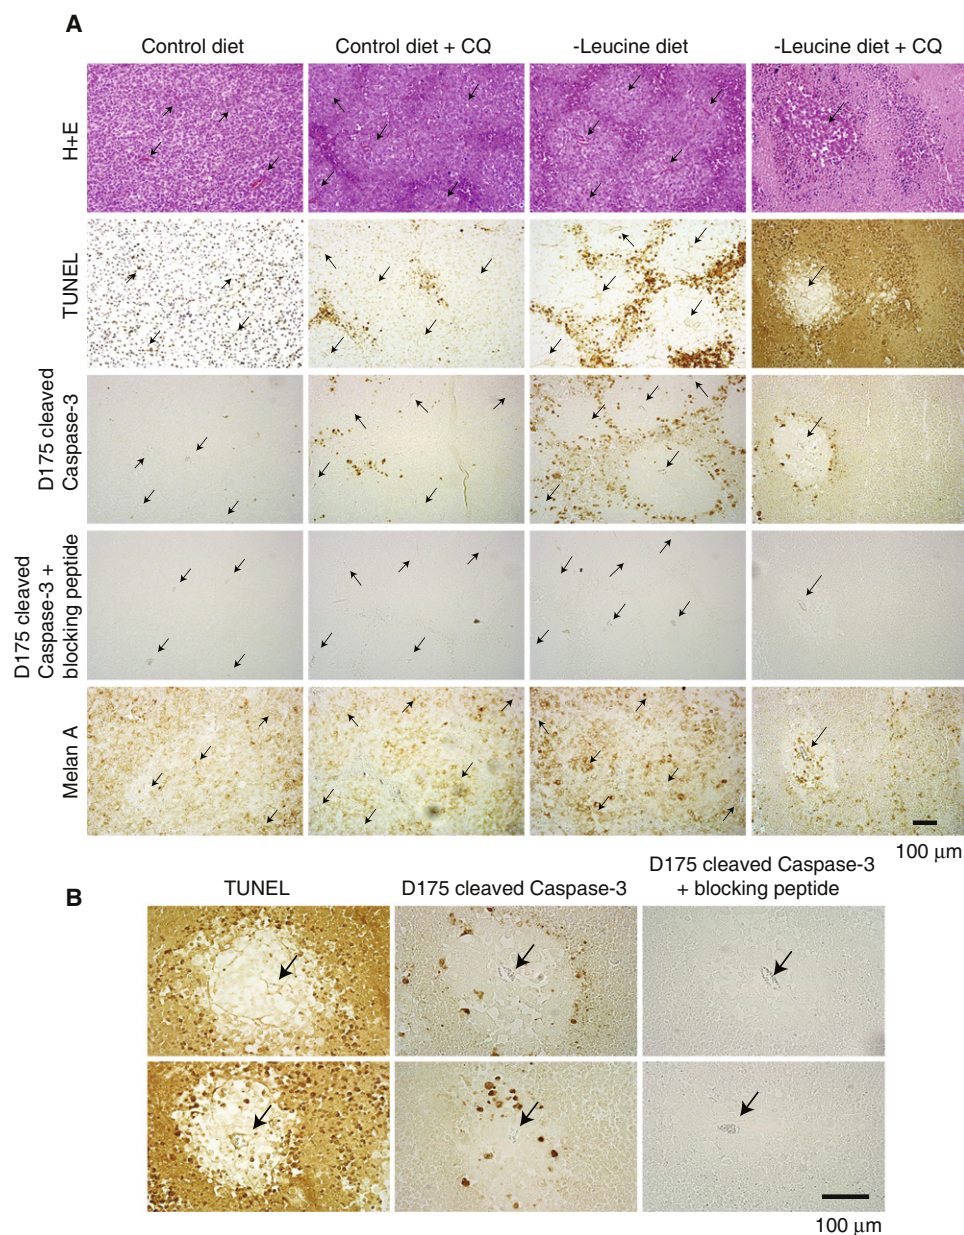 A
Control diet
Control diet + CQ
-Leucine diet
-Leucine diet + CQ
H+E
TUNEL
D175 cleaved
Caspase-3
D175 cleaved
Caspase-3 +
blocking peptide
Melan A
100 μm
B
TUNEL
D175 cleaved Caspase-3
D175 cleaved Caspase-3
+ blocking peptide
100 μm